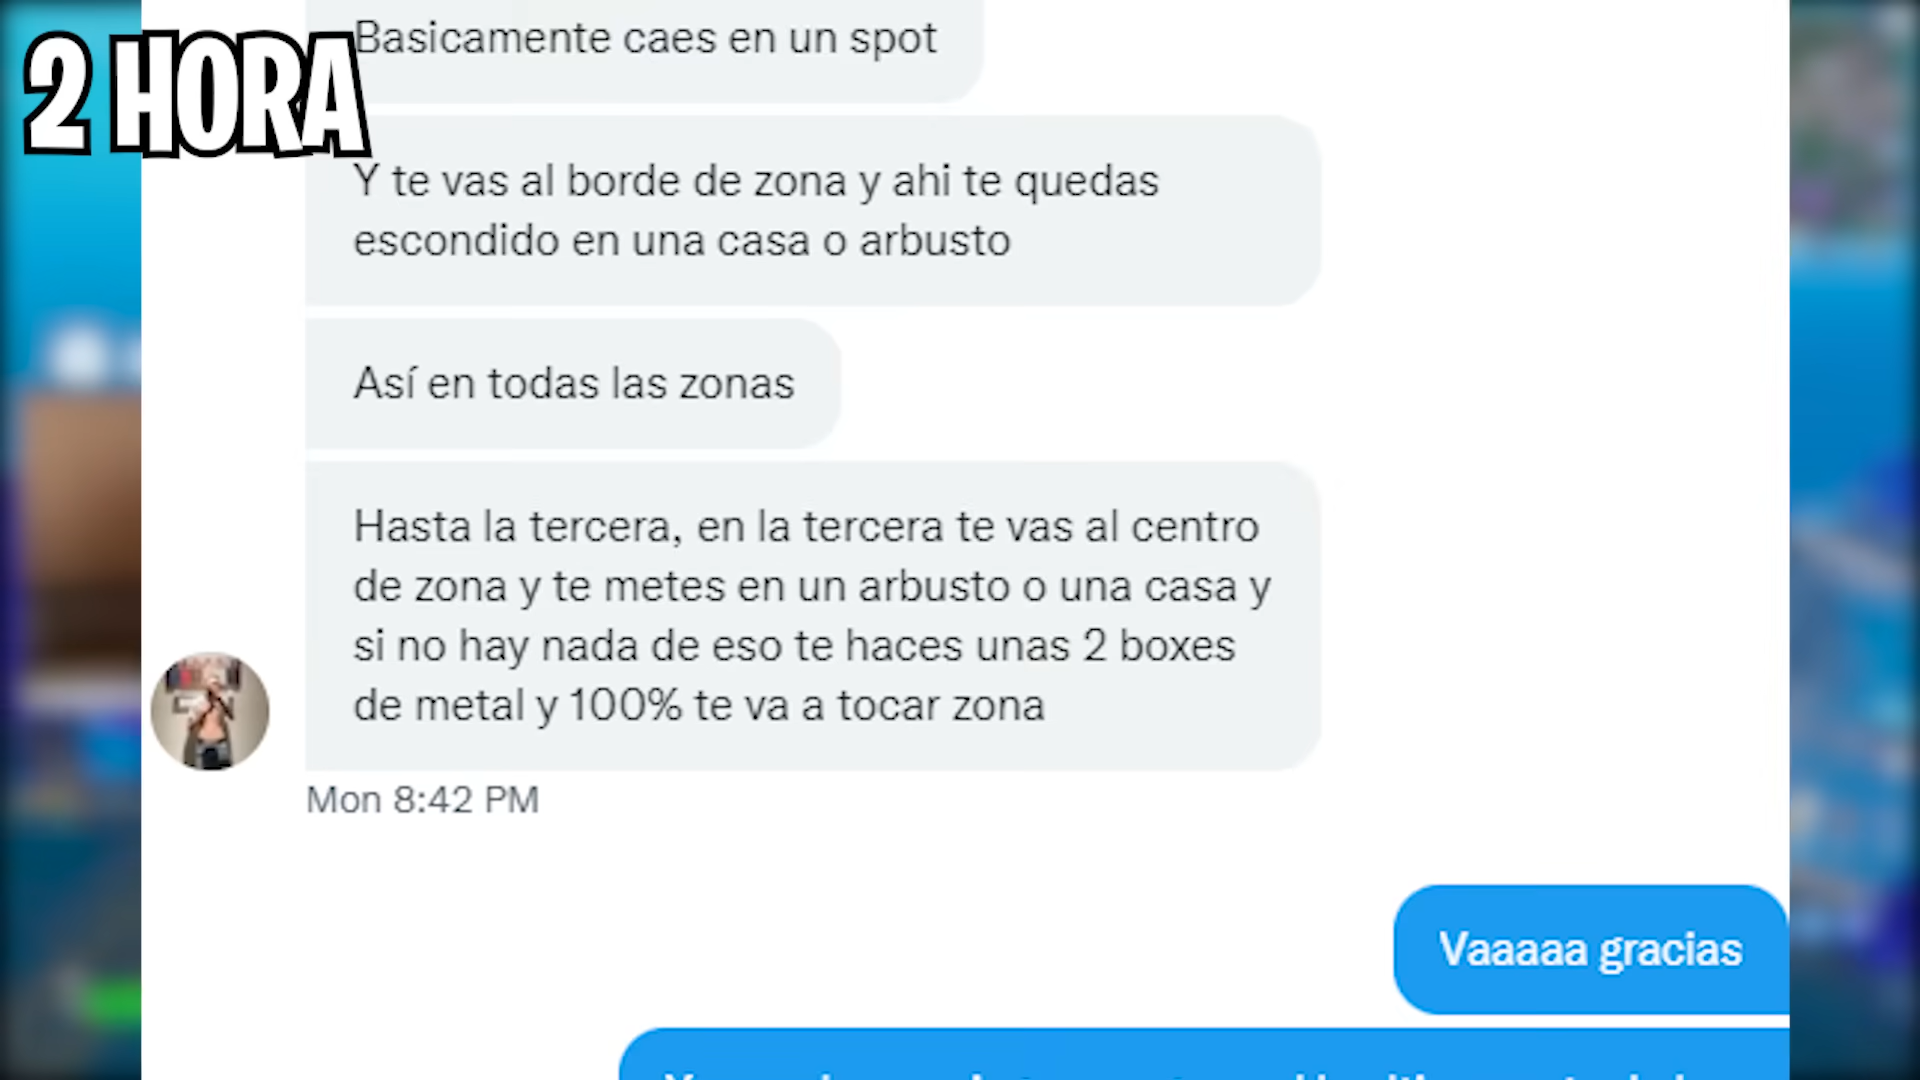 2 HORA
Basicamente caes en un spot
Y te vas al borde de zona y ahi te quedas
escondido en una casa o arbusto
Así en todas las zonas
Hasta la tercera, en la tercera te vas al centro
de zona y te metes en un arbusto o una casa y
si no hay nada de eso te haces unas 2 boxes
de metal y 100% te va a tocar zona
Mon 8:42 PM
Vaaaaa gracias